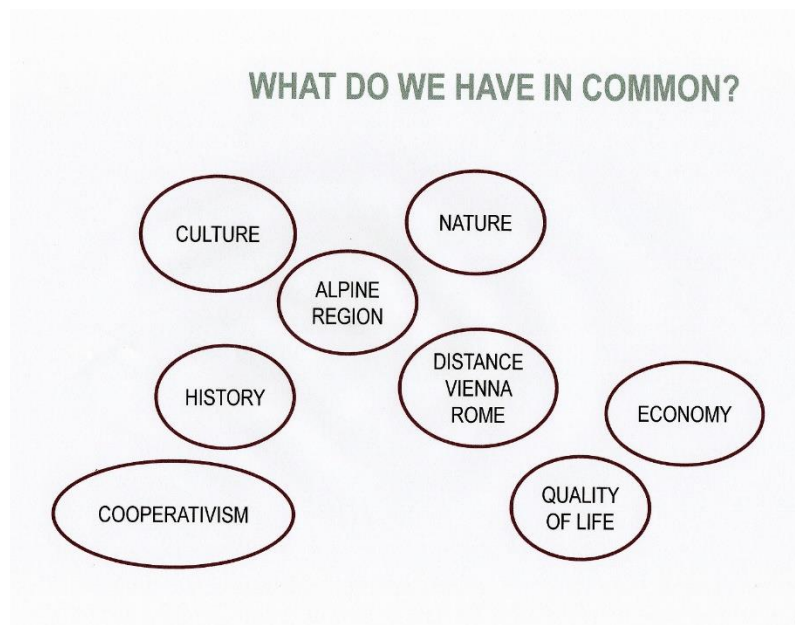 WHAT DO WE HAVE IN COMMON?
CULTURE
NATURE
ALPINE
REGION
HISTORY
DISTANCE
VIENNA
ROME
ECONOMY
COOPERATIVISM
QUALITY
OF LIFE